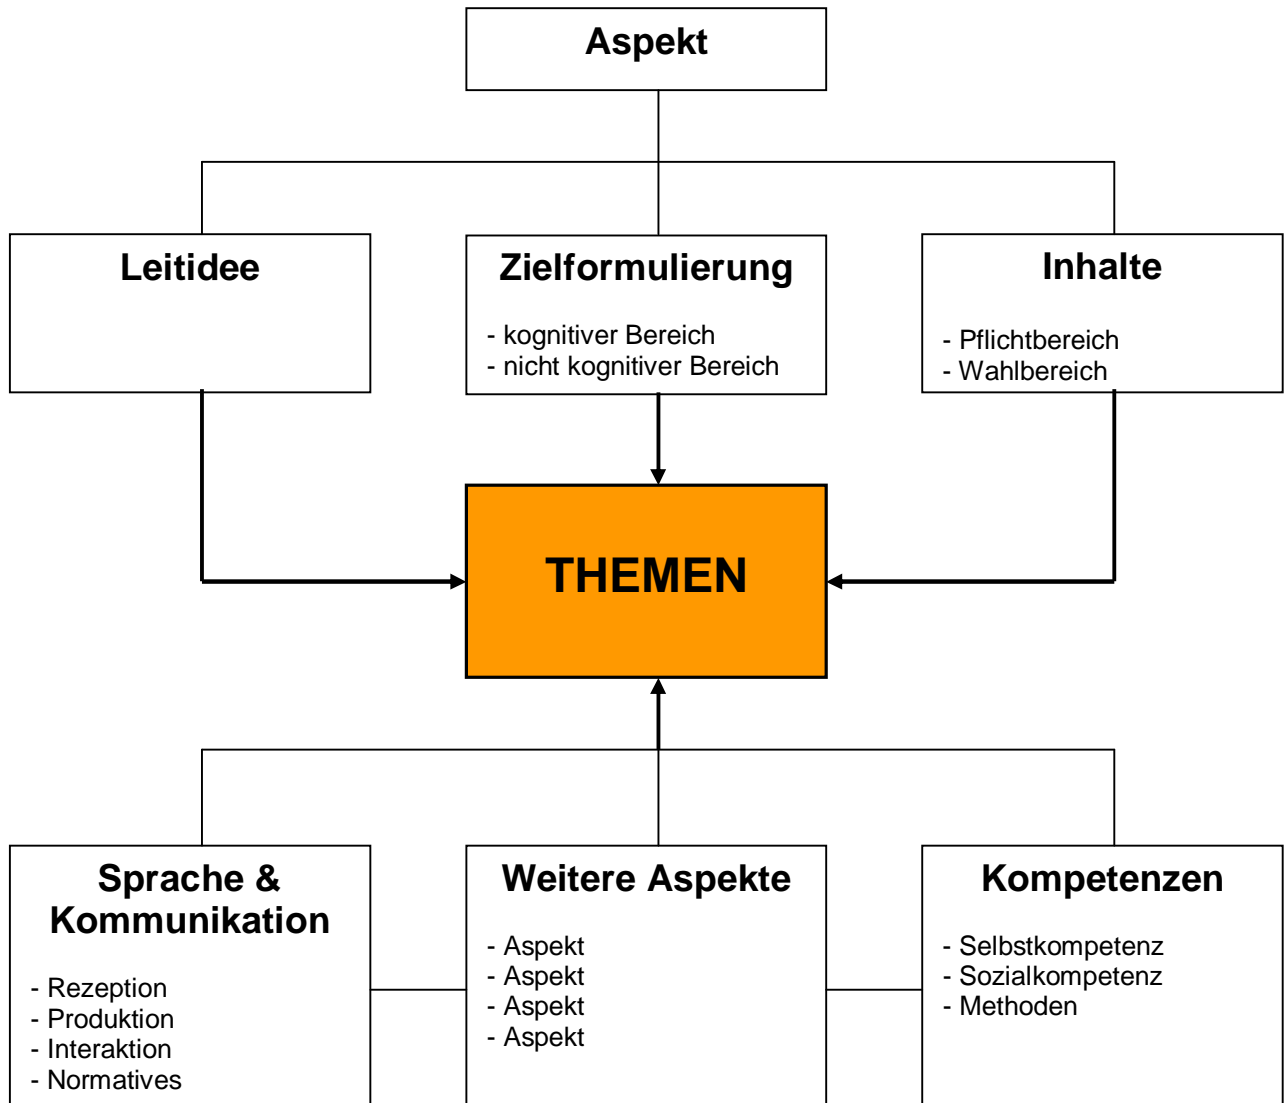 Aspekt
Leitidee
Zielformulierung
- kognitiver Bereich
- nicht kognitiver Bereich
Inhalte
- Pflichtbereich
- Wahlbereich
THEMEN
Sprache &
Kommunikation
- Rezeption
- Produktion
- Interaktion
- Normatives
Weitere Aspekte
- Aspekt
- Aspekt
- Aspekt
- Aspekt
Kompetenzen
- Selbstkompetenz
- Sozialkompetenz
- Methoden